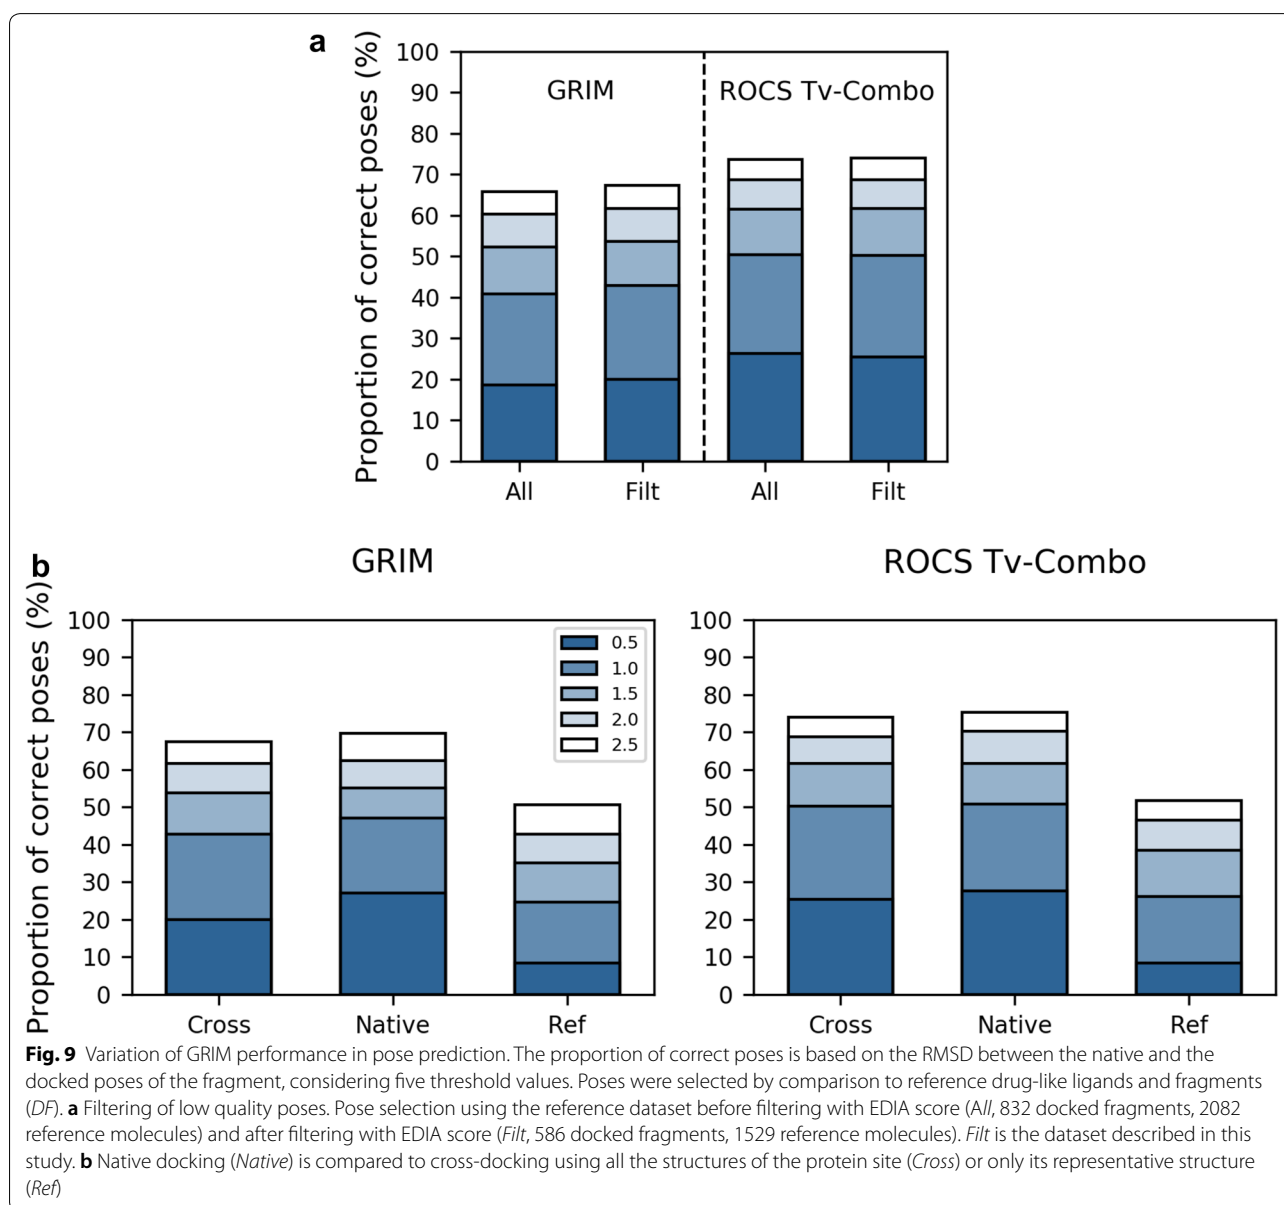 a
Proportion of correct poses (%)
100
90
80
70
60
50
40
30
20
10
0
GRIM
ROCS Tv-Combo
All
Filt
All
Filt
b
GRIM
ROCS Tv-Combo
Proportion of correct poses (%)
100
90
80
70
60
50
40
30
20
10
0
0.5
1.0
1.5
2.0
2.5
Cross
Native
Ref
100
90
80
70
60
50
40
30
20
10
0
Cross
Native
Ref
Fig. 9 Variation of GRIM performance in pose prediction. The proportion of correct poses is based on the RMSD between the native and the
docked poses of the fragment, considering five threshold values. Poses were selected by comparison to reference drug-like ligands and fragments
(DF). a Filtering of low quality poses. Pose selection using the reference dataset before filtering with EDIA score (All, 832 docked fragments, 2082
reference molecules) and after filtering with EDIA score (Filt, 586 docked fragments, 1529 reference molecules). Filt is the dataset described in this
study. b Native docking (Native) is compared to cross-docking using all the structures of the protein site (Cross) or only its representative structure
(Ref)